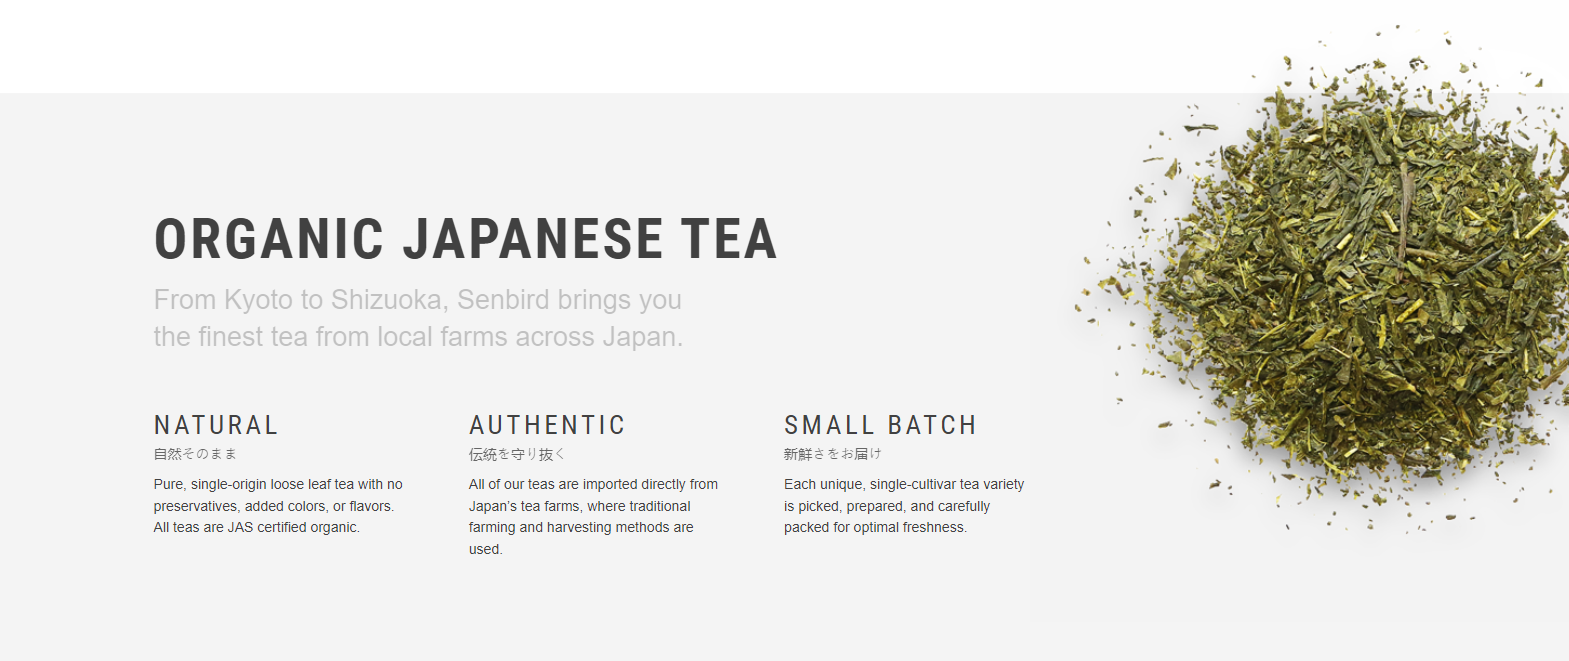 ORGANIC JAPANESE TEA
From Kyoto to Shizuoka, Senbird brings you
the finest tea from local farms across Japan.
NATURAL
自然そのまま
Pure, single-origin loose leaf tea with no
preservatives, added colors, or flavors.
All teas are JAS certified organic.
AUTHENTIC
伝統を守り抜く
All of our teas are imported directly from
Japan's tea farms, where traditional
farming and harvesting methods are
used.
SMALL BATCH
新鮮さをお届け
Each unique, single-cultivar tea variety
is picked, prepared, and carefully
packed for optimal freshness.